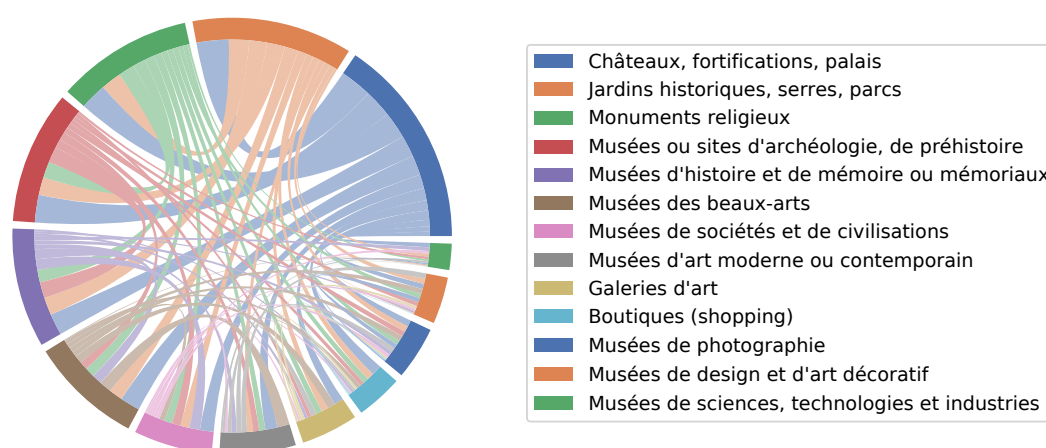 Châteaux, fortifications, palais
Jardins historiques, serres, parcs
Monuments religieux
Musées ou sites d'archéologie, de préhistoire
Musées d'histoire et de mémoire ou mémoriaux
Musées des beaux-arts
Musées de sociétés et de civilisations
Musées d'art moderne ou contemporain
Galeries d'art
Boutiques (shopping)
Musées de photographie
Musées de design et d'art décoratif
Musées de sciences, technologies et industries